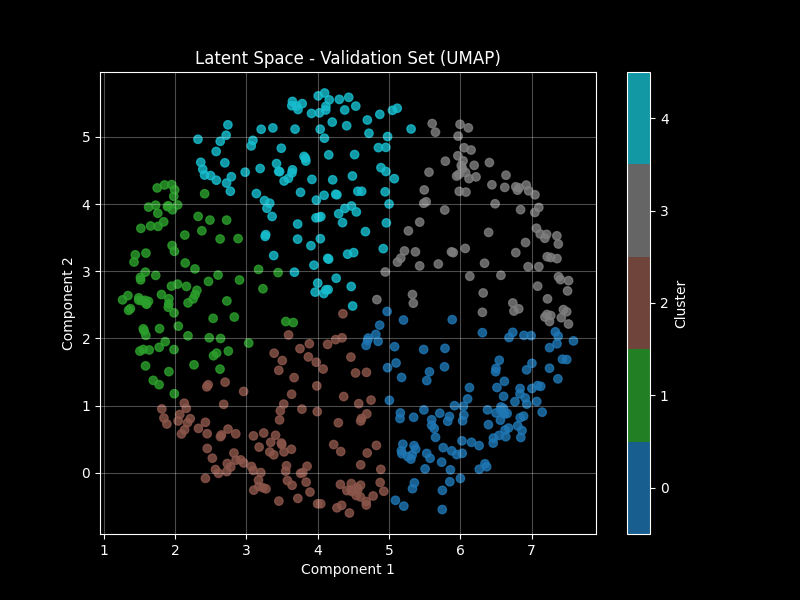 Latent Space - Validation Set (UMAP)
5
4
3
2
1
0
Component 2
1 2 3 4 5 6 7
Component 1
4
3
2
1
0
Cluster